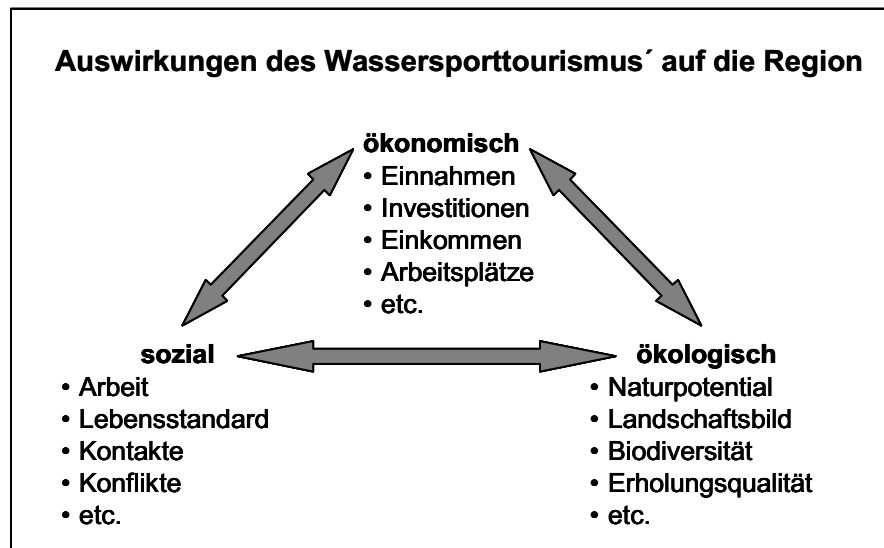 Auswirkungen des Wassersporttourismus´ auf die Region
ökonomisch
• Einnahmen
• Investitionen
• Einkommen
• Arbeitsplätze
• etc.
sozial
• Arbeit
• Lebensstandard
• Kontakte
• Konflikte
• etc.
ökologisch
• Naturpotential
• Landschaftsbild
• Biodiversität
• Erholungsqualität
• etc.